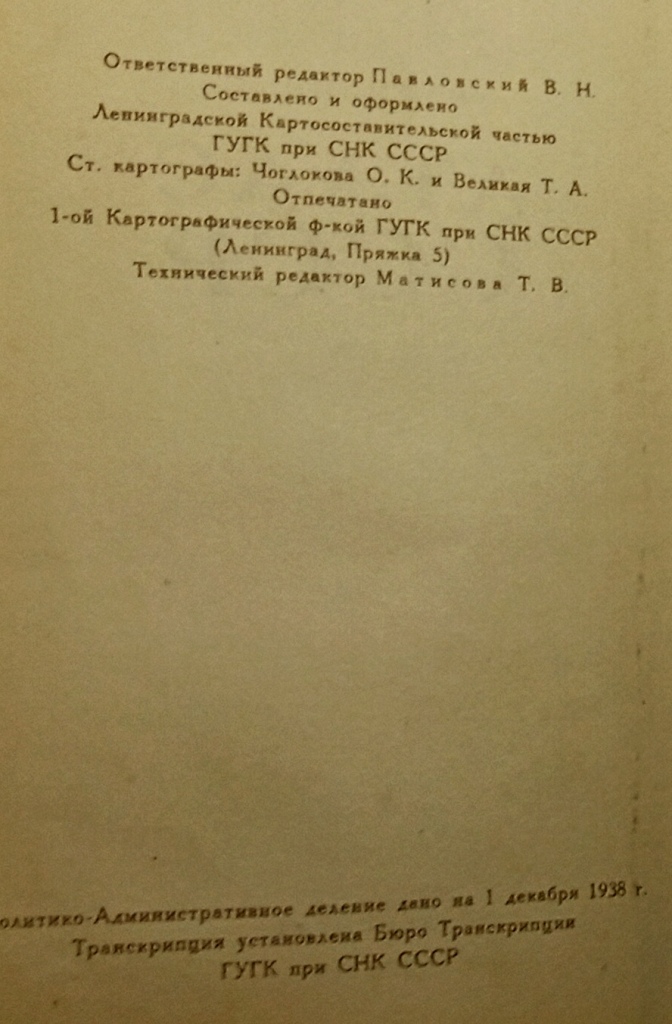 Ответственный редактор Павловский В. Н.
Составлено и оформлено
Ленинградской Картосоставительской частью
ГУГК при СНК СССР
Ст. картографы: Чоглокова О. К. и Великая Т. А.
Отпечатано
1-ой Картографической ф-кой ГУГК при СНК СССР
(Ленинград, Пряжка 5)
Технический редактор Матисова Т. В.
олитико-Административное деление дано на 1 декабря 1938 г.
Транскрипция установлена Бюро Транскрипции
ГУГК при СНК СССР